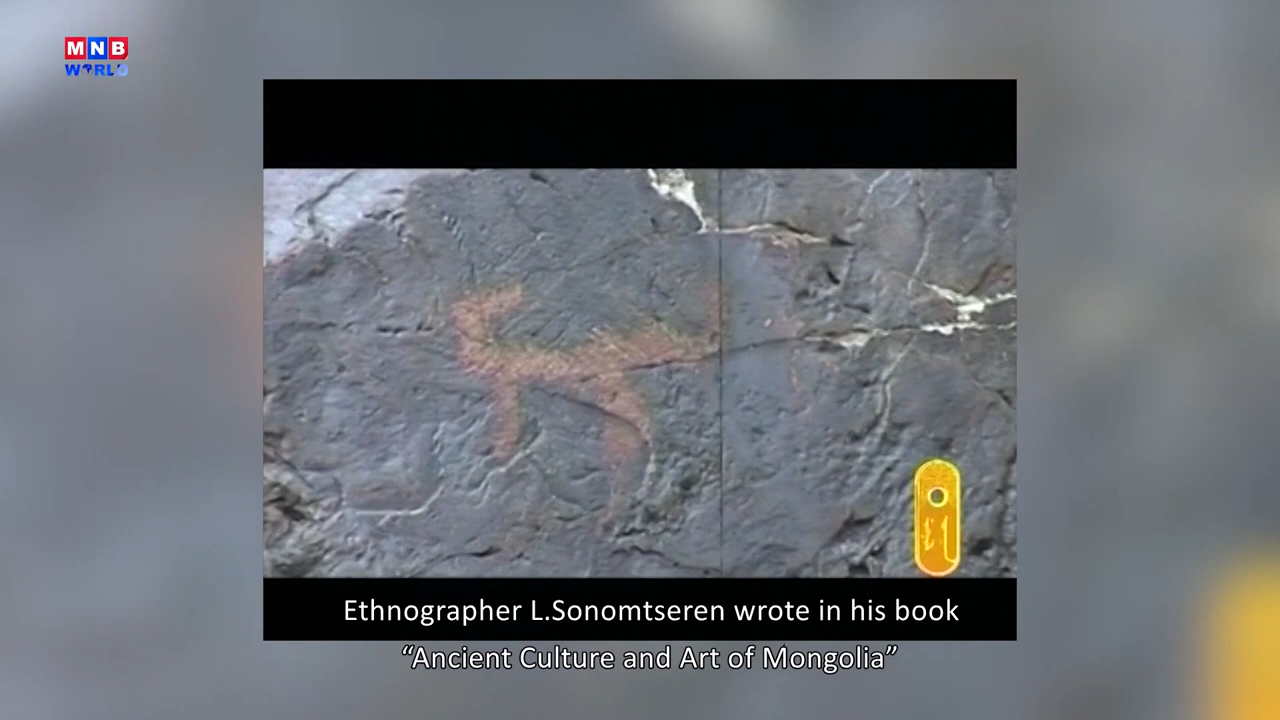 MNB
WORLD
Ethnographer L.Sonomtseren wrote in his book
“Ancient Culture and Art of Mongolia”